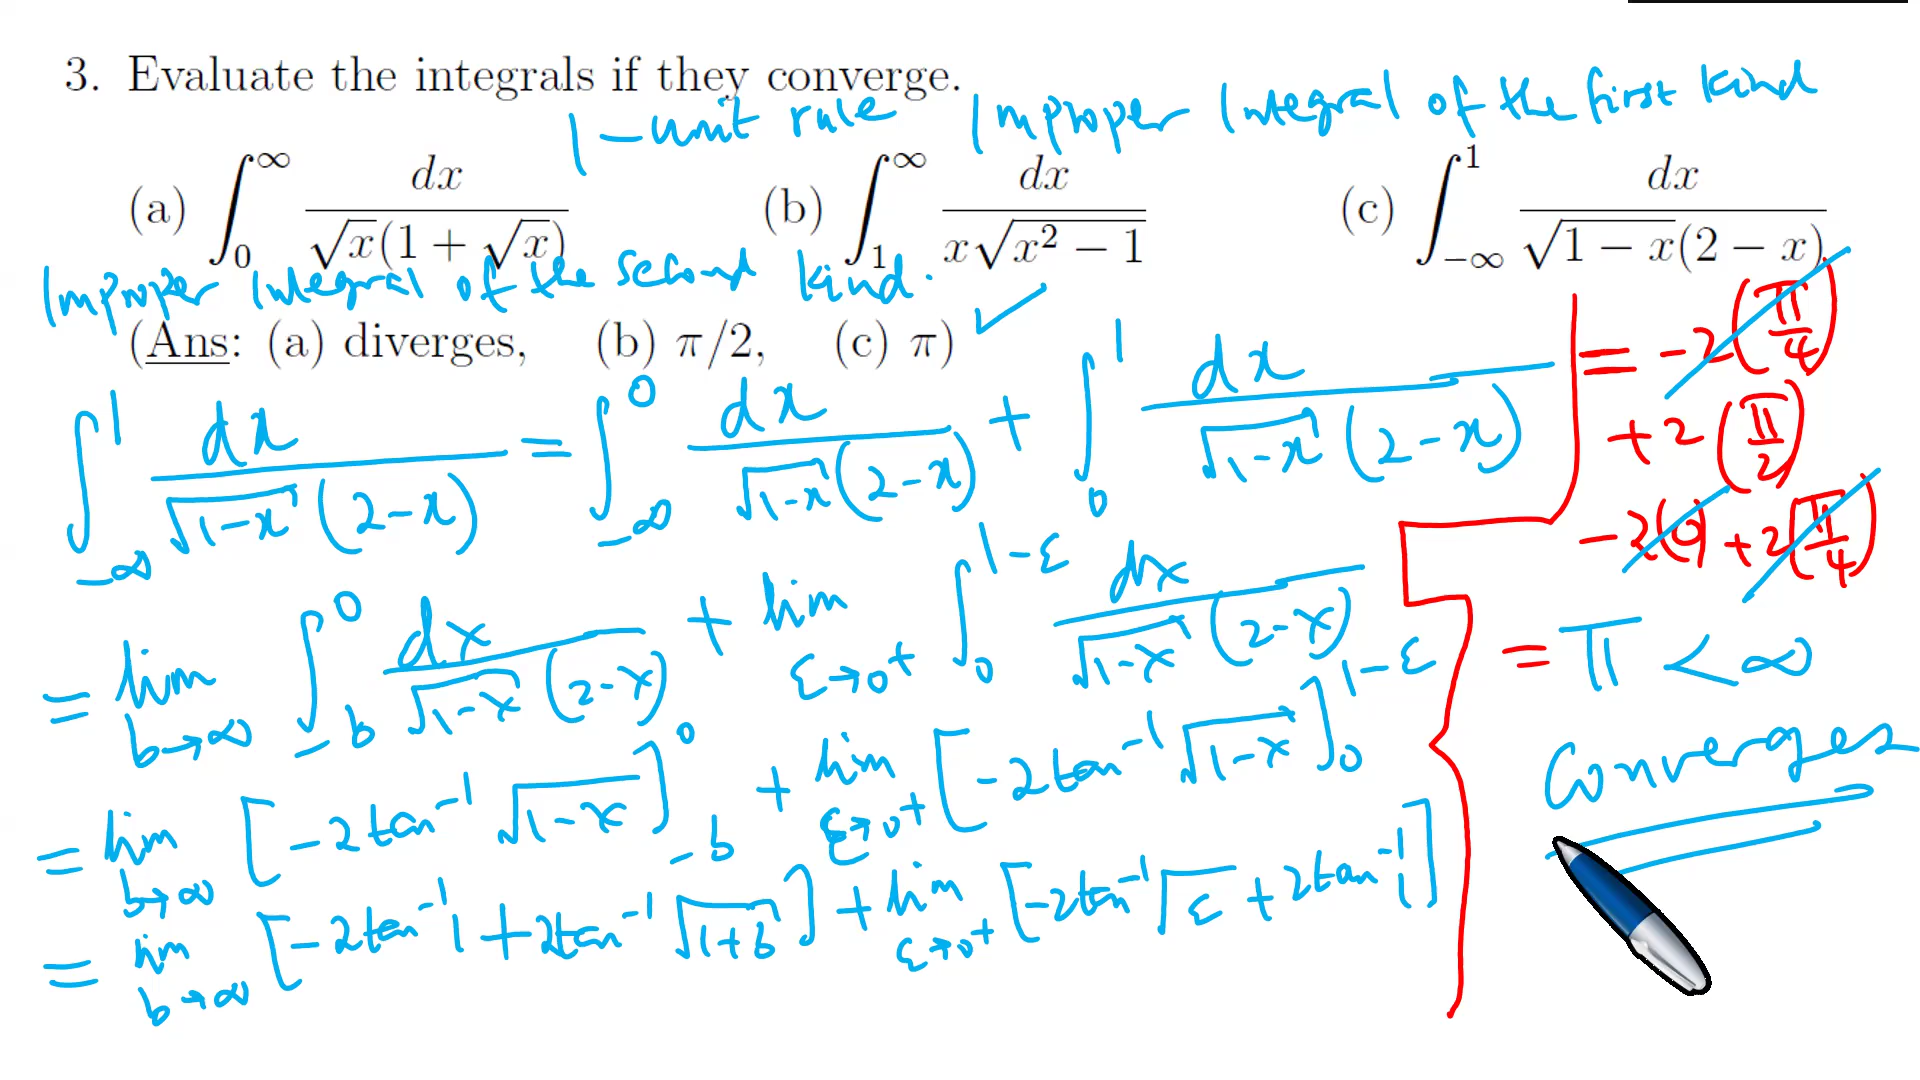 3. Evaluate the integrals if they converge.
1-unit rule Improper Integral of the first kind
(a) ∫_0^∞ dx / (√x(1 + √x)) (b) ∫_1^∞ dx / (x√(x² − 1)) (c) ∫_{−∞}^1 dx / (√(1 − x)(2 − x))
Improper Integral of the second kind.
(Ans: (a) diverges, (b) π/2, (c) π) ✓
∫_{-∞}^1 dx / (√(1-x) (2-x)) = ∫_{-∞}^0 dx / (√(1-x) (2-x)) + ∫_0^1 dx / (√(1-x) (2-x))
= lim_{b→∞} ∫_{-b}^0 dx / (√(1-x) (2-x)) + lim_{ε→0+} ∫_0^{1-ε} dx / (√(1-x) (2-x))
= lim_{b→∞} [-2tan⁻¹ √(1-x)]_{-b}^0 + lim_{ε→0+} [-2tan⁻¹ √(1-x)]_0^{1-ε}
= lim_{b→∞} [-2tan⁻¹ 1 + 2tan⁻¹ √(1+b)] + lim_{ε→0+} [-2tan⁻¹ √ε + 2tan⁻¹ 1]
= -2(π/4)
+2(π/2)
-2(0) + 2(π/4)
= π < ∞
Converges